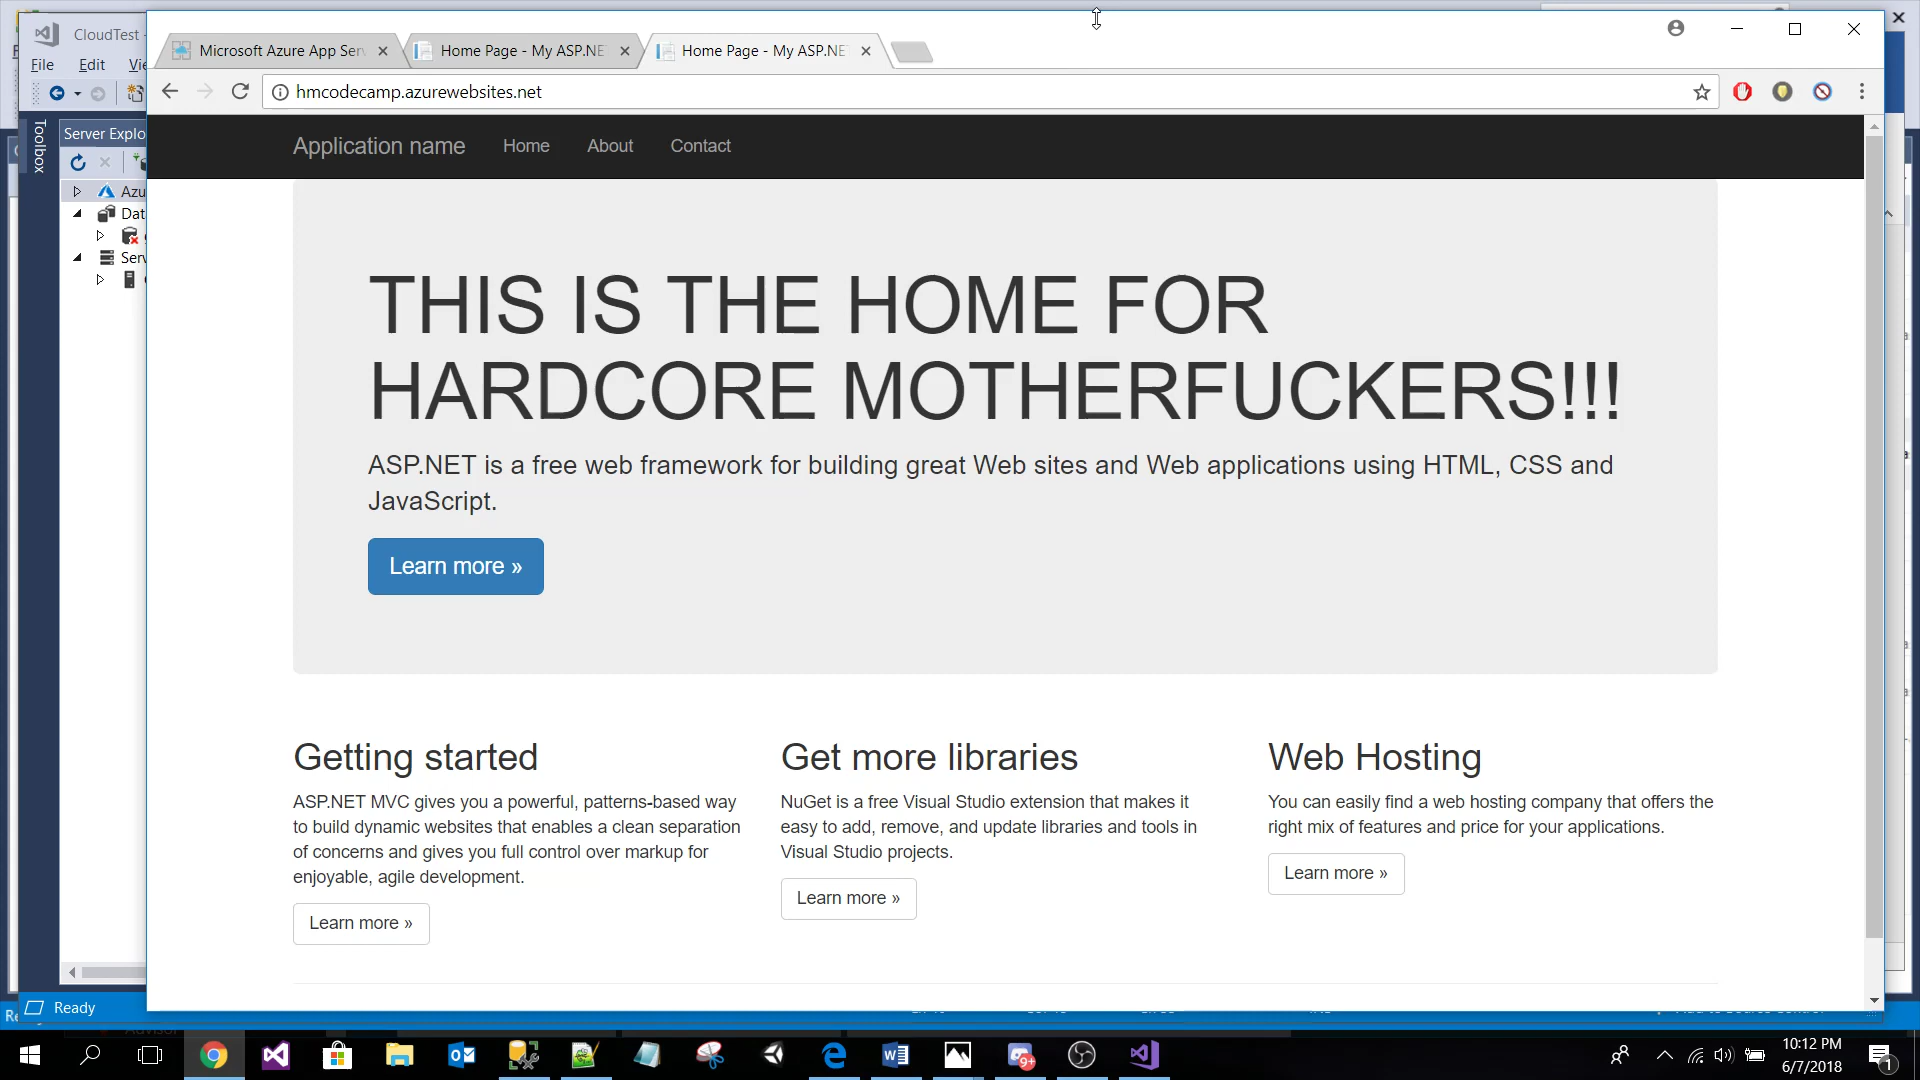 CloudTest -
Microsoft Azure App Serv
Home Page - My ASP.NE
Home Page - My ASP.NET
File Edit Vie
hmcodecamp.azurewebsites.net
Toolbox
Server Explo
Application name Home About Contact
Azu
Dat
Serv
THIS IS THE HOME FOR
HARDCORE MOTHERFUCKERS!!!
ASP.NET is a free web framework for building great Web sites and Web applications using HTML, CSS and
JavaScript.
Learn more »
Getting started
ASP.NET MVC gives you a powerful, patterns-based way
to build dynamic websites that enables a clean separation
of concerns and gives you full control over markup for
enjoyable, agile development.
Learn more »
Get more libraries
NuGet is a free Visual Studio extension that makes it
easy to add, remove, and update libraries and tools in
Visual Studio projects.
Learn more »
Web Hosting
You can easily find a web hosting company that offers the
right mix of features and price for your applications.
Learn more »
Ready
9+
10:12 PM
6/7/2018
1